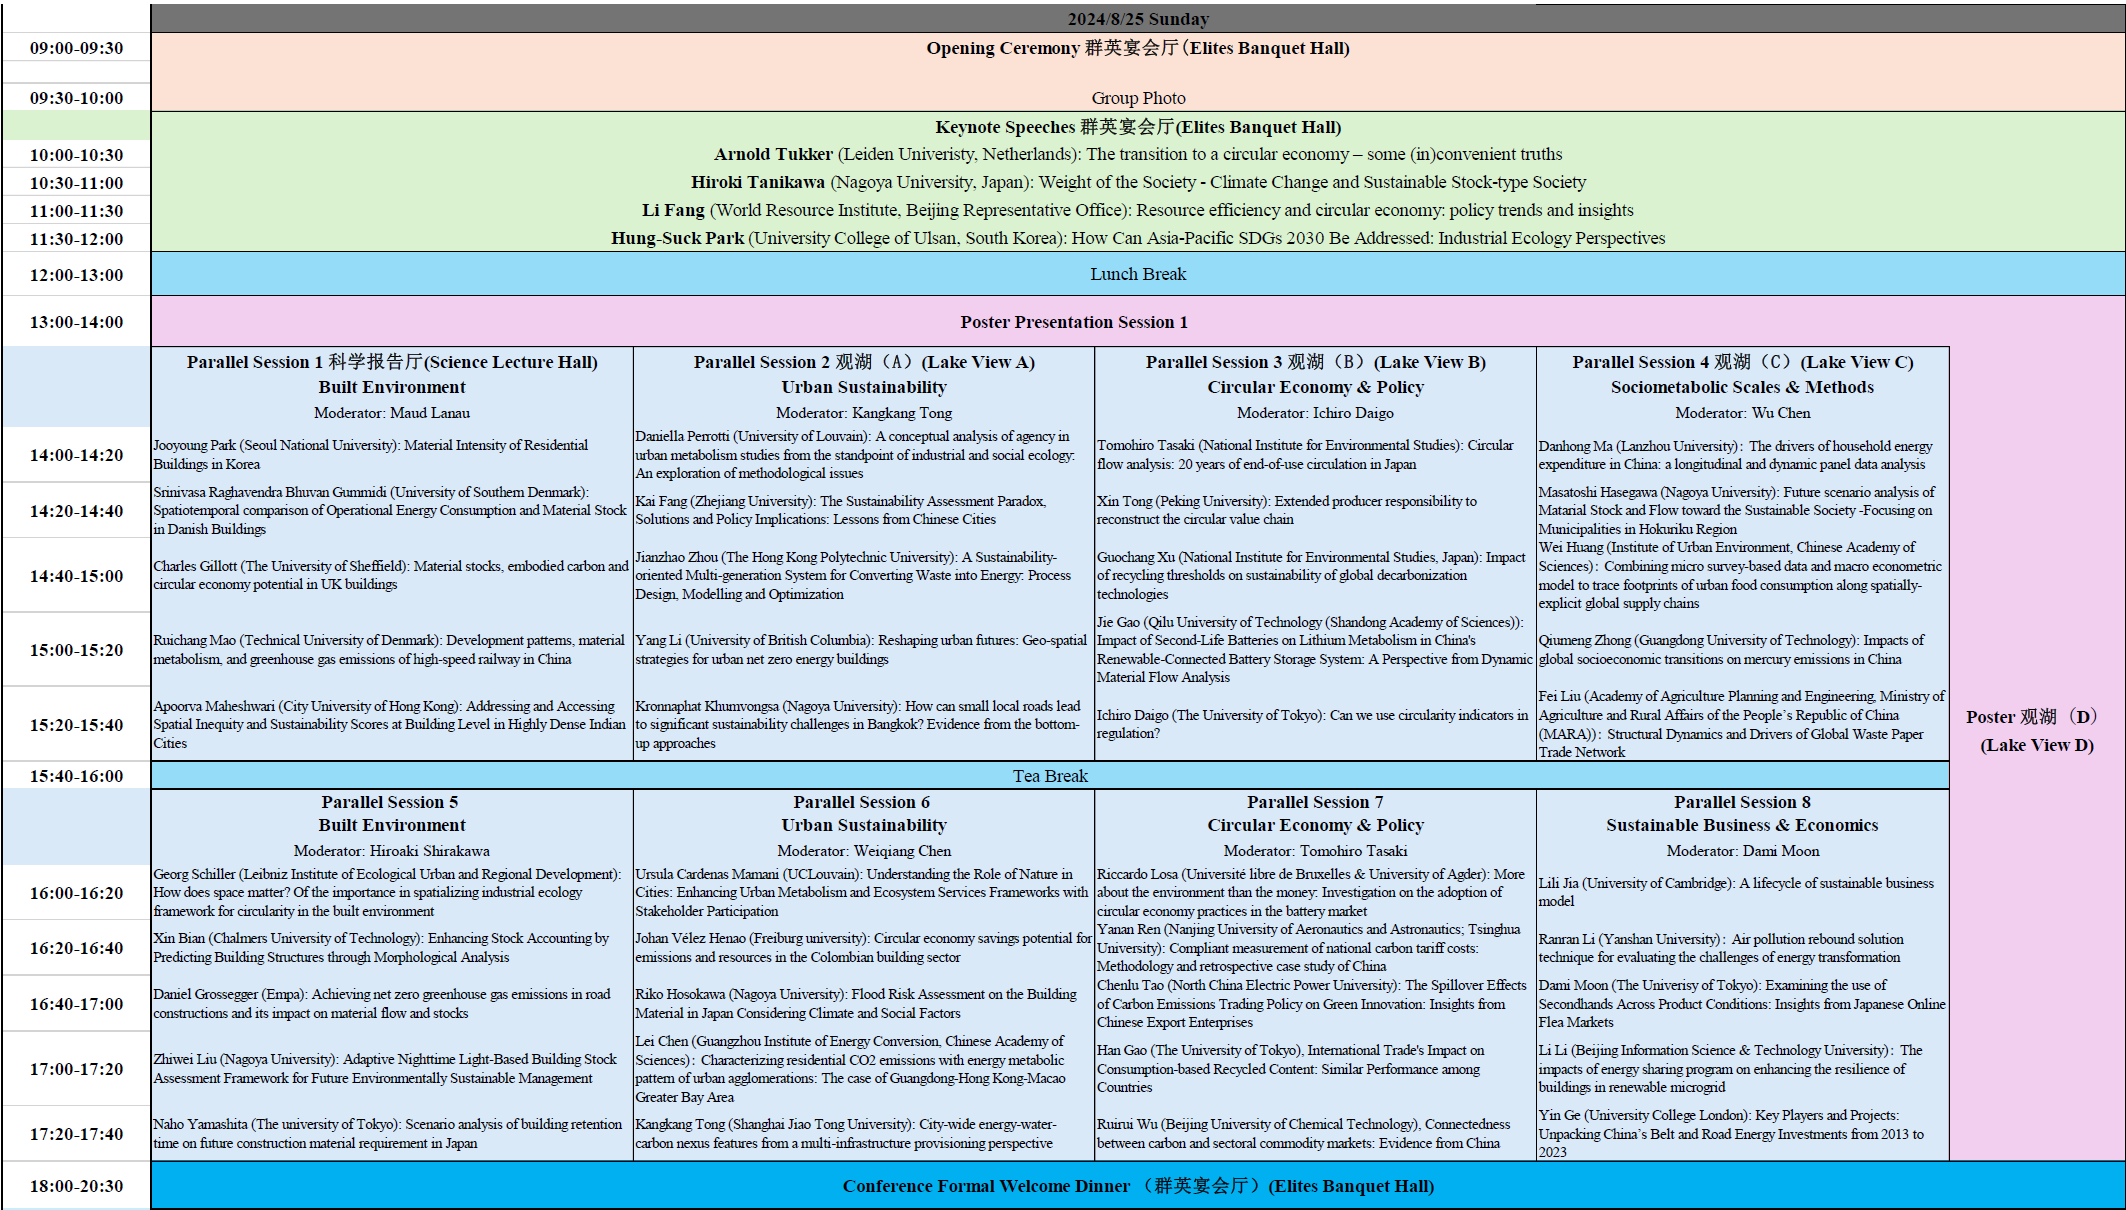 2024/8/25 Sunday
09:00-09:30
Opening Ceremony 群英宴会厅(Elites Banquet Hall)
09:30-10:00
Group Photo
Keynote Speeches 群英宴会厅(Elites Banquet Hall)
10:00-10:30
Arnold Tukker (Leiden Univeristy, Netherlands): The transition to a circular economy – some (in)convenient truths
10:30-11:00
Hiroki Tanikawa (Nagoya University, Japan): Weight of the Society - Climate Change and Sustainable Stock-type Society
11:00-11:30
Li Fang (World Resource Institute, Beijing Representative Office): Resource efficiency and circular economy: policy trends and insights
11:30-12:00
Hung-Suck Park (University College of Ulsan, South Korea): How Can Asia-Pacific SDGs 2030 Be Addressed: Industrial Ecology Perspectives
12:00-13:00
Lunch Break
13:00-14:00
Poster Presentation Session 1
Parallel Session 1 科学报告厅(Science Lecture Hall)
Built Environment
Moderator: Maud Lanau
Parallel Session 2 观湖（A）(Lake View A)
Urban Sustainability
Moderator: Kangkang Tong
Parallel Session 3 观湖（B）(Lake View B)
Circular Economy & Policy
Moderator: Ichiro Daigo
Parallel Session 4 观湖（C）(Lake View C)
Sociometabolic Scales & Methods
Moderator: Wu Chen
14:00-14:20
Jooyoung Park (Seoul National University): Material Intensity of Residential
Buildings in Korea
Daniella Perrotti (University of Louvain): A conceptual analysis of agency in
urban metabolism studies from the standpoint of industrial and social ecology:
An exploration of methodological issues
Tomohiro Tasaki (National Institute for Environmental Studies): Circular
flow analysis: 20 years of end-of-use circulation in Japan
Danhong Ma (Lanzhou University)：The drivers of household energy
expenditure in China: a longitudinal and dynamic panel data analysis
14:20-14:40
Srinivasa Raghavendra Bhuvan Gummidi (University of Southern Denmark):
Spatiotemporal comparison of Operational Energy Consumption and Material Stock
in Danish Buildings
Kai Fang (Zhejiang University): The Sustainability Assessment Paradox,
Solutions and Policy Implications: Lessons from Chinese Cities
Xin Tong (Peking University): Extended producer responsibility to
reconstruct the circular value chain
Masatoshi Hasegawa (Nagoya University): Future scenario analysis of
Matarial Stock and Flow toward the Sustainable Society -Focusing on
Municipalities in Hokuriku Region
14:40-15:00
Charles Gillott (The University of Sheffield): Material stocks, embodied carbon and
circular economy potential in UK buildings
Jianzhao Zhou (The Hong Kong Polytechnic University): A Sustainability-
oriented Multi-generation System for Converting Waste into Energy: Process
Design, Modelling and Optimization
Guochang Xu (National Institute for Environmental Studies, Japan): Impact
of recycling thresholds on sustainability of global decarbonization
technologies
Wei Huang (Institute of Urban Environment, Chinese Academy of
Sciences)：Combining micro survey-based data and macro econometric
model to trace footprints of urban food consumption along spatially-
explicit global supply chains
15:00-15:20
Ruichang Mao (Technical University of Denmark): Development patterns, material
metabolism, and greenhouse gas emissions of high-speed railway in China
Yang Li (University of British Columbia): Reshaping urban futures: Geo-spatial
strategies for urban net zero energy buildings
Jie Gao (Qilu University of Technology (Shandong Academy of Sciences)):
Impact of Second-Life Batteries on Lithium Metabolism in China's
Renewable-Connected Battery Storage System: A Perspective from Dynamic
Material Flow Analysis
Qiumeng Zhong (Guangdong University of Technology): Impacts of
global socioeconomic transitions on mercury emissions in China
15:20-15:40
Apoorva Maheshwari (City University of Hong Kong): Addressing and Accessing
Spatial Inequity and Sustainability Scores at Building Level in Highly Dense Indian
Cities
Kronnaphat Khumvongsa (Nagoya University): How can small local roads lead
to significant sustainability challenges in Bangkok? Evidence from the bottom-
up approaches
Ichiro Daigo (The University of Tokyo): Can we use circularity indicators in
regulation?
Fei Liu (Academy of Agriculture Planning and Engineering, Ministry of
Agriculture and Rural Affairs of the People’s Republic of China
(MARA))：Structural Dynamics and Drivers of Global Waste Paper
Trade Network
Poster 观湖（D）
(Lake View D)
15:40-16:00
Tea Break
Parallel Session 5
Built Environment
Moderator: Hiroaki Shirakawa
Parallel Session 6
Urban Sustainability
Moderator: Weiqiang Chen
Parallel Session 7
Circular Economy & Policy
Moderator: Tomohiro Tasaki
Parallel Session 8
Sustainable Business & Economics
Moderator: Dami Moon
16:00-16:20
Georg Schiller (Leibniz Institute of Ecological Urban and Regional Development):
How does space matter? Of the importance in spatializing industrial ecology
framework for circularity in the built environment
Ursula Cardenas Mamani (UCLouvain): Understanding the Role of Nature in
Cities: Enhancing Urban Metabolism and Ecosystem Services Frameworks with
Stakeholder Participation
Riccardo Losa (Université libre de Bruxelles & University of Agder): More
about the environment than the money: Investigation on the adoption of
circular economy practices in the battery market
Lili Jia (University of Cambridge): A lifecycle of sustainable business
model
16:20-16:40
Xin Bian (Chalmers University of Technology): Enhancing Stock Accounting by
Predicting Building Structures through Morphological Analysis
Johan Vélez Henao (Freiburg university): Circular economy savings potential for
emissions and resources in the Colombian building sector
Yanan Ren (Nanjing University of Aeronautics and Astronautics; Tsinghua
University): Compliant measurement of national carbon tariff costs:
Methodology and retrospective case study of China
Ranran Li (Yanshan University)：Air pollution rebound solution
technique for evaluating the challenges of energy transformation
16:40-17:00
Daniel Grossegger (Empa): Achieving net zero greenhouse gas emissions in road
constructions and its impact on material flow and stocks
Riko Hosokawa (Nagoya University): Flood Risk Assessment on the Building
Material in Japan Considering Climate and Social Factors
Chenlu Tao (North China Electric Power University): The Spillover Effects
of Carbon Emissions Trading Policy on Green Innovation: Insights from
Chinese Export Enterprises
Dami Moon (The Univerisy of Tokyo): Examining the use of
Secondhands Across Product Conditions: Insights from Japanese Online
Flea Markets
17:00-17:20
Zhiwei Liu (Nagoya University): Adaptive Nighttime Light-Based Building Stock
Assessment Framework for Future Environmentally Sustainable Management
Lei Chen (Guangzhou Institute of Energy Conversion, Chinese Academy of
Sciences)：Characterizing residential CO2 emissions with energy metabolic
pattern of urban agglomerations: The case of Guangdong-Hong Kong-Macao
Greater Bay Area
Han Gao (The University of Tokyo), International Trade's Impact on
Consumption-based Recycled Content: Similar Performance among
Countries
Li Li (Beijing Information Science & Technology University)：The
impacts of energy sharing program on enhancing the resilience of
buildings in renewable microgrid
17:20-17:40
Naho Yamashita (The university of Tokyo): Scenario analysis of building retention
time on future construction material requirement in Japan
Kangkang Tong (Shanghai Jiao Tong University): City-wide energy-water-
carbon nexus features from a multi-infrastructure provisioning perspective
Ruirui Wu (Beijing University of Chemical Technology), Connectedness
between carbon and sectoral commodity markets: Evidence from China
Yin Ge (University College London): Key Players and Projects:
Unpacking China’s Belt and Road Energy Investments from 2013 to
2023
18:00-20:30
Conference Formal Welcome Dinner （群英宴会厅）(Elites Banquet Hall)